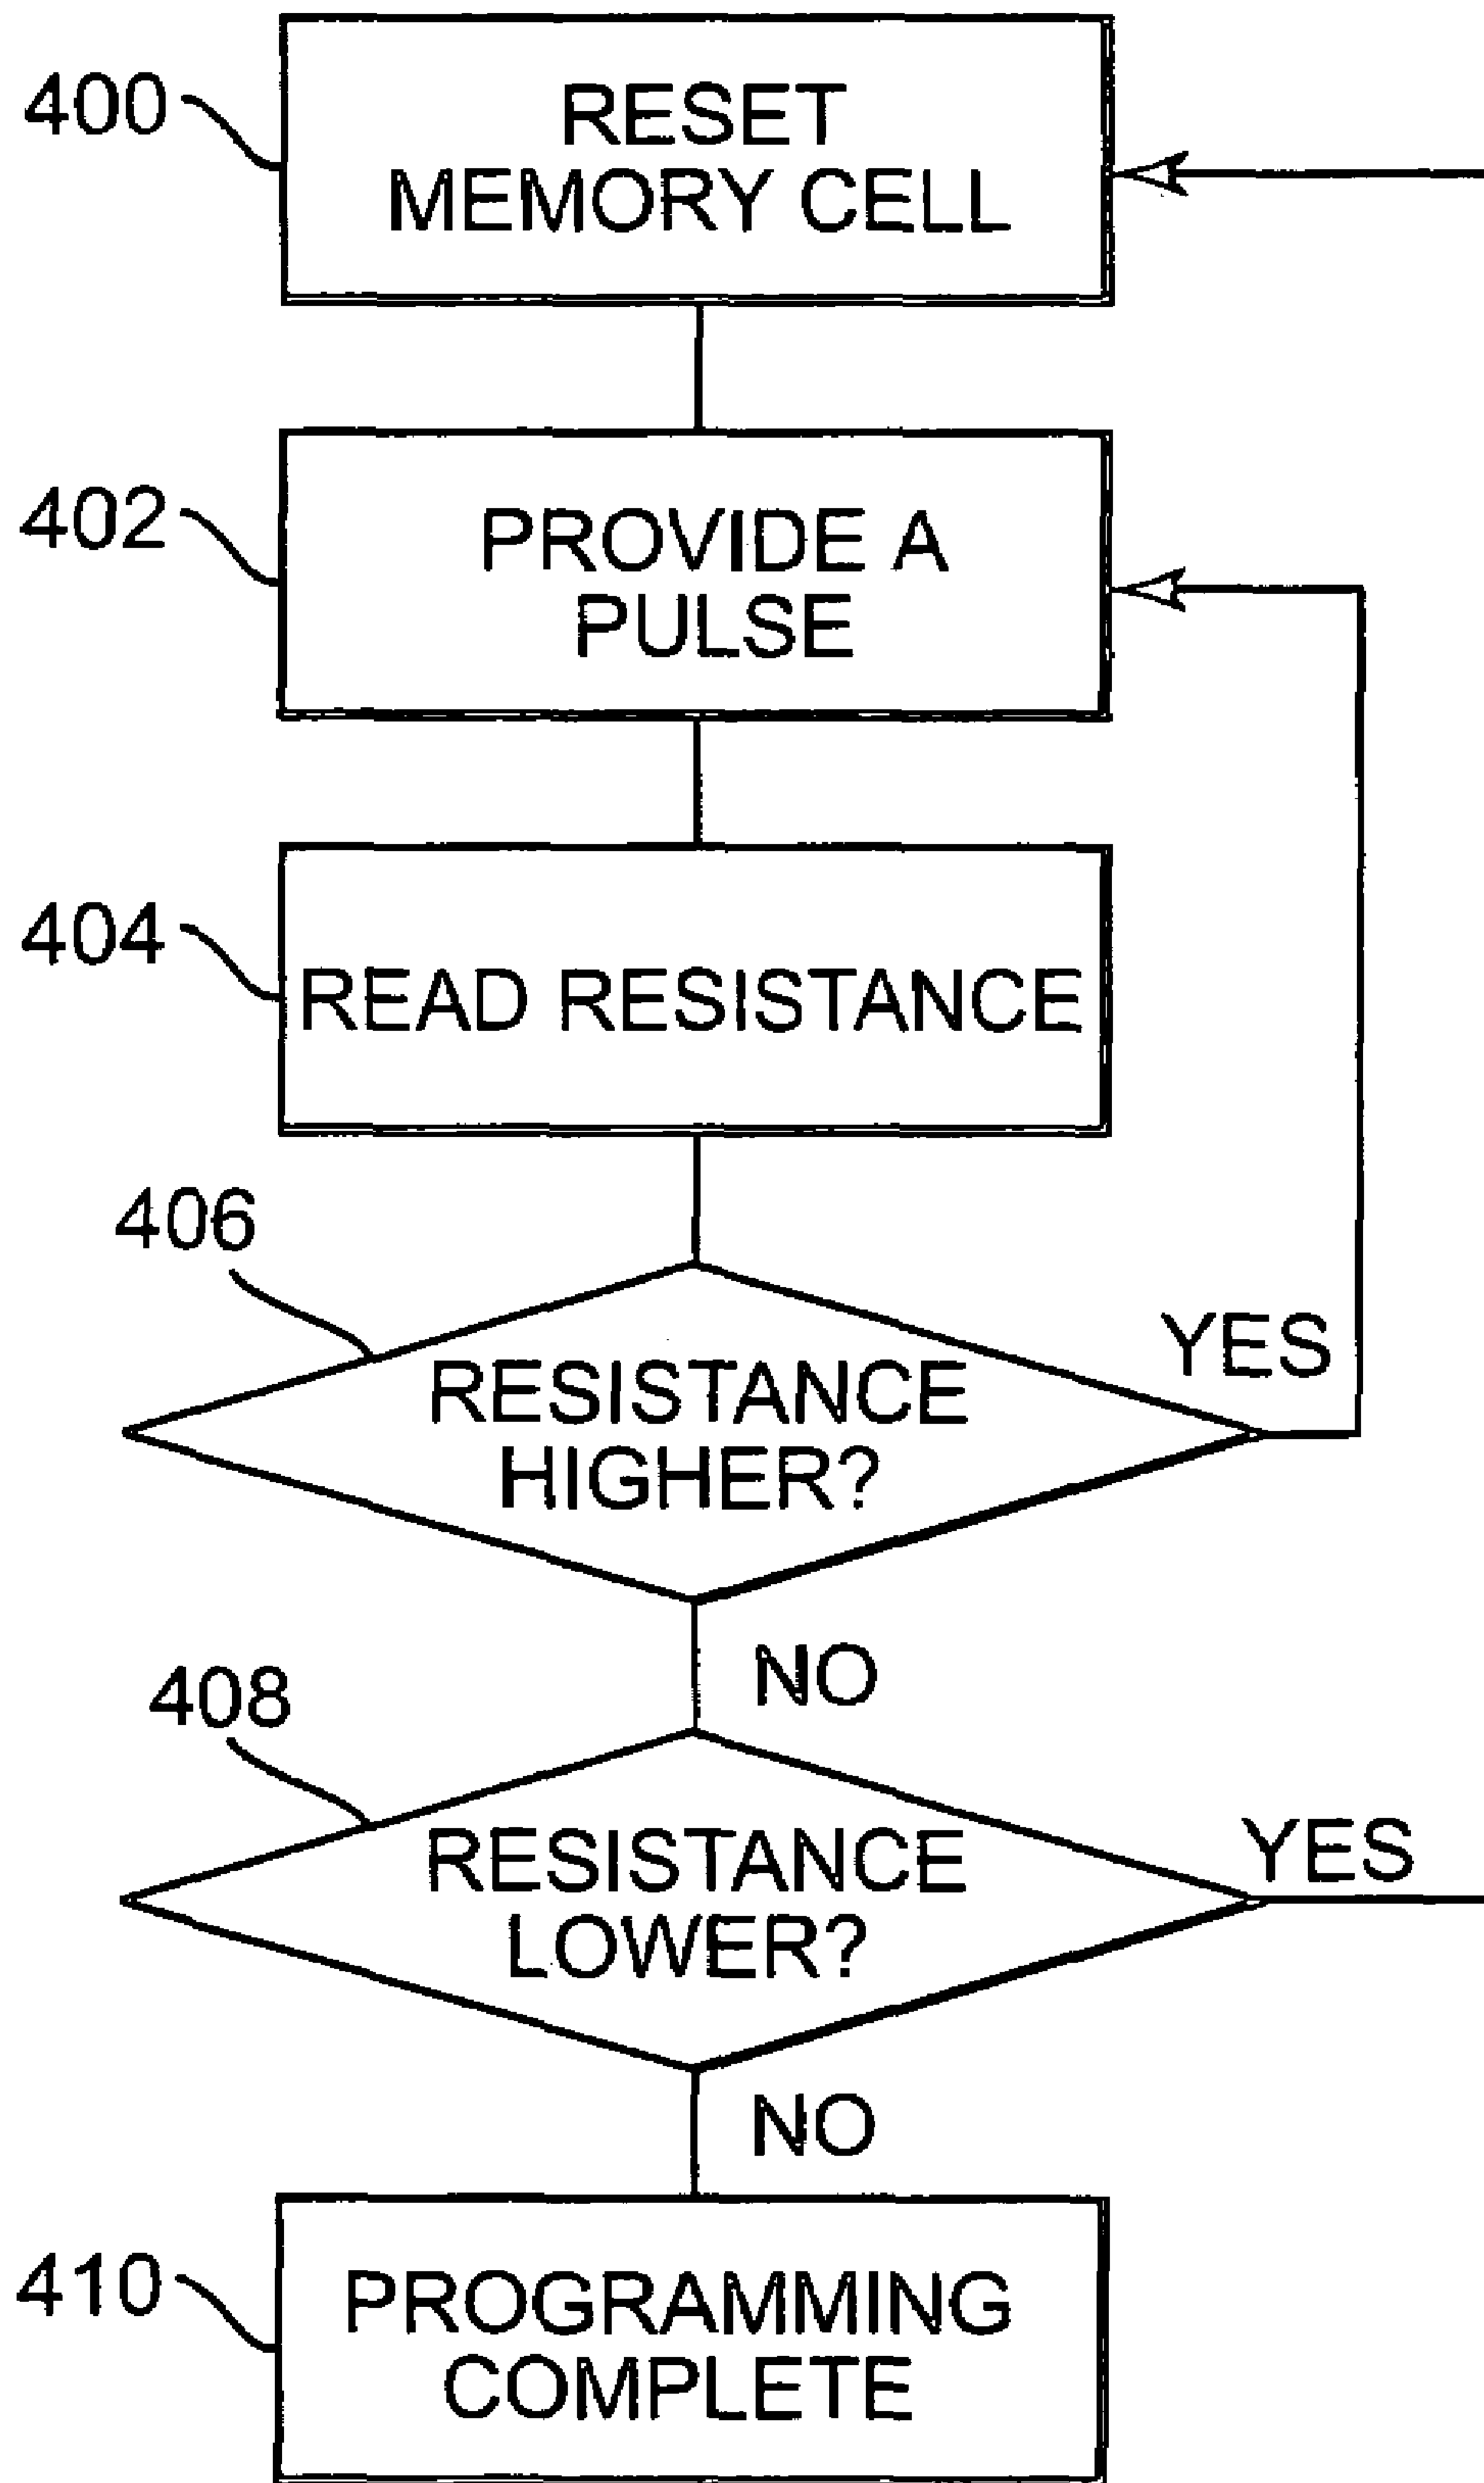 400
RESET
MEMORY CELL
402
PROVIDE A
PULSE
404
READ RESISTANCE
406
RESISTANCE
HIGHER?
YES
NO
408
RESISTANCE
LOWER?
YES
NO
410
PROGRAMMING
COMPLETE